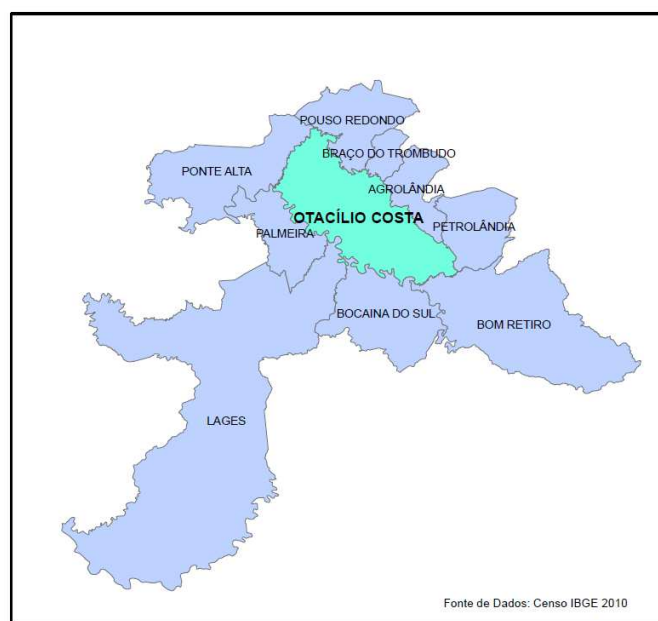 POUSO REDONDO
BRAÇO DO TROMBUDO
PONTE ALTA
AGROLÂNDIA
OTACÍLIO COSTA
PETROLÂNDIA
PALMEIRA
BOCAINA DO SUL
BOM RETIRO
LAGES
Fonte de Dados: Censo IBGE 2010